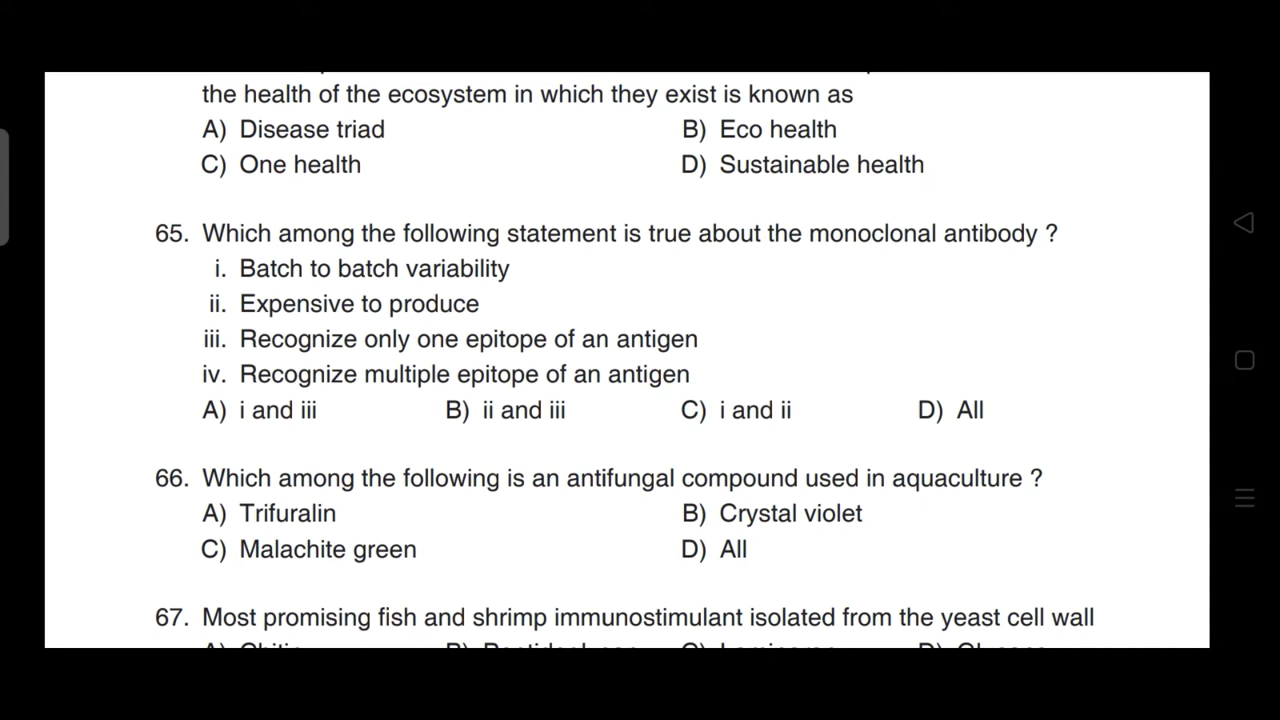 the health of the ecosystem in which they exist is known as
A) Disease triad B) Eco health
C) One health D) Sustainable health
65. Which among the following statement is true about the monoclonal antibody ?
i. Batch to batch variability
ii. Expensive to produce
iii. Recognize only one epitope of an antigen
iv. Recognize multiple epitope of an antigen
A) i and iii B) ii and iii C) i and ii D) All
66. Which among the following is an antifungal compound used in aquaculture ?
A) Trifuralin B) Crystal violet
C) Malachite green D) All
67. Most promising fish and shrimp immunostimulant isolated from the yeast cell wall